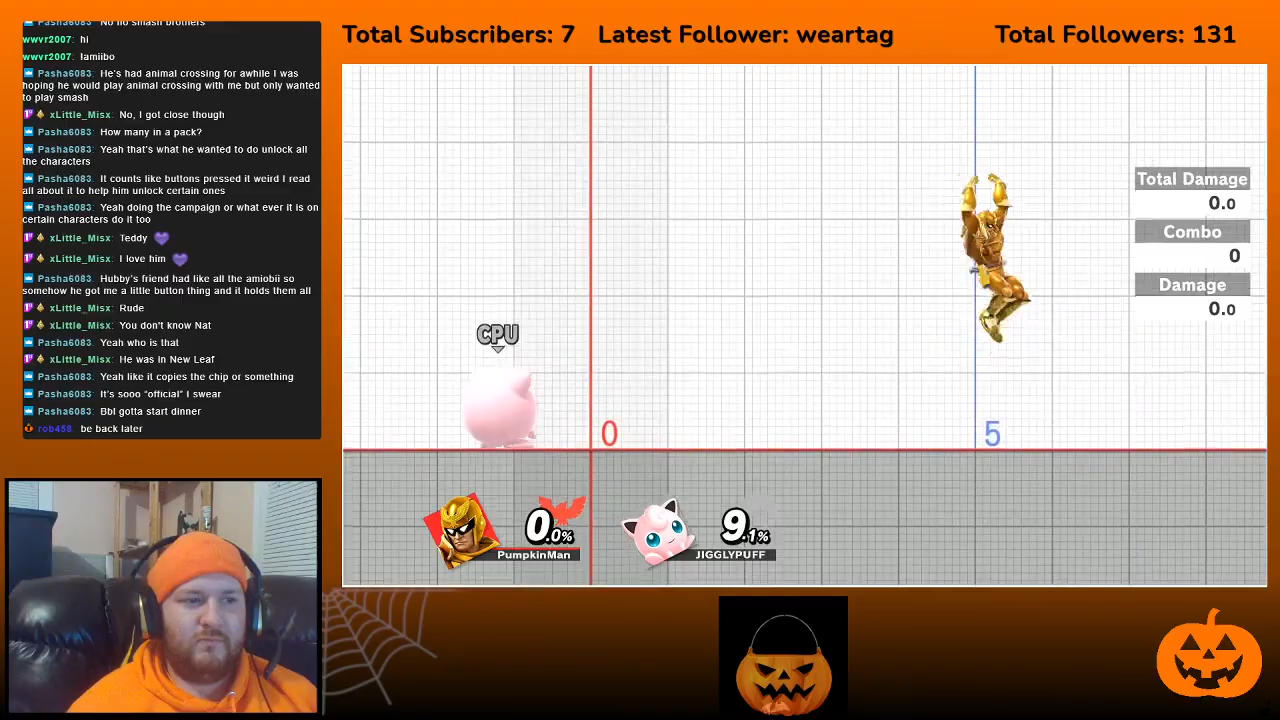 Total Subscribers: 7 Latest Follower: weartag Total Followers: 131
Pasha6083: No no smash brothers
wwvr2007: hi
wwvr2007: !amiibo
Pasha6083: He's had animal crossing for awhile I was
hoping he would play animal crossing with me but only wanted
to play smash
xLittle_Misx: No, I got close though
Pasha6083: How many in a pack?
Pasha6083: Yeah that's what he wanted to do unlock all
the characters
Pasha6083: It counts like buttons pressed it weird I read
all about it to help him unlock certain ones
Pasha6083: Yeah doing the campaign or what ever it is on
certain characters do it too
xLittle_Misx: Teddy
xLittle_Misx: I love him
Pasha6083: Hubby's friend had like all the amiobii so
somehow he got me a little button thing and it holds them all
xLittle_Misx: Rude
xLittle_Misx: You don't know Nat
Pasha6083: Yeah who is that
xLittle_Misx: He was in New Leaf
Pasha6083: Yeah like it copies the chip or something
Pasha6083: It's sooo "official" I swear
Pasha6083: Bbl gotta start dinner
rob458: be back later
Total Damage
0.0
Combo
0
Damage
0.0
CPU
0
5
0.0%
PumpkinMan
9.1%
JIGGLYPUFF